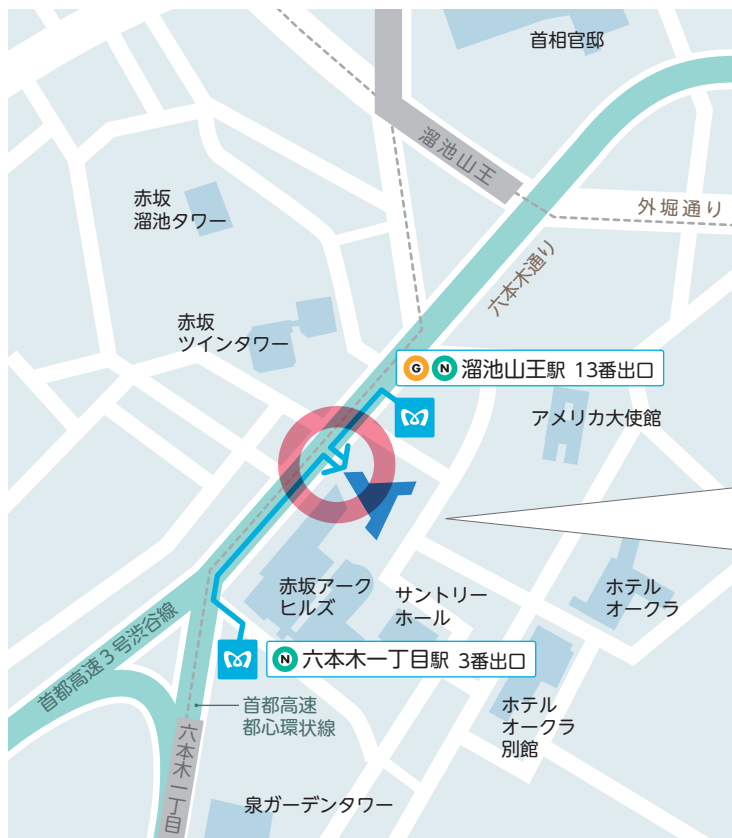 首相官邸
溜池山王
赤坂
溜池タワー
外堀通り
六本木通り
赤坂
ツインタワー
G N 溜池山王駅 13番出口
アメリカ大使館
赤坂アーク
ヒルズ
サントリー
ホール
ホテル
オークラ
首都高速3号渋谷線
N 六本木一丁目駅 3番出口
首都高速
都心環状線
ホテル
オークラ
別館
六本木一丁目
泉ガーデンタワー